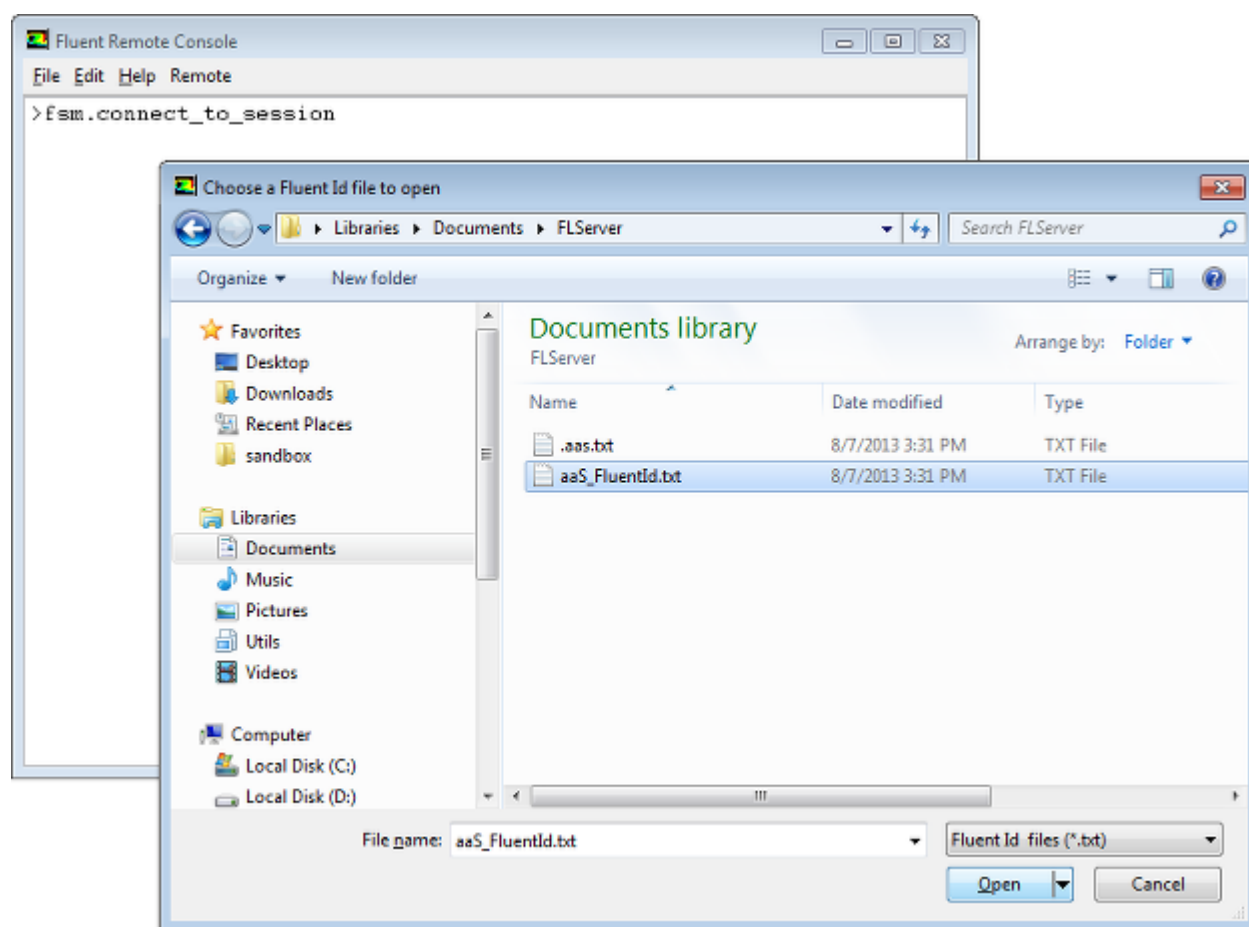 Fluent Remote Console
File Edit Help Remote
>fsm.connect_to_session
Choose a Fluent Id file to open
Libraries Documents FLServer Search FLServer
Organize New folder
Favorites
Desktop
Downloads
Recent Places
sandbox
Libraries
Documents
Music
Pictures
Utils
Videos
Computer
Local Disk (C:)
Local Disk (D:)
Documents library
FLServer
Arrange by: Folder
Name Date modified Type
.aas.txt 8/7/2013 3:31 PM TXT File
aaS_FluentId.txt 8/7/2013 3:31 PM TXT File
File name: aaS_FluentId.txt Fluent Id files (*.txt)
Open Cancel